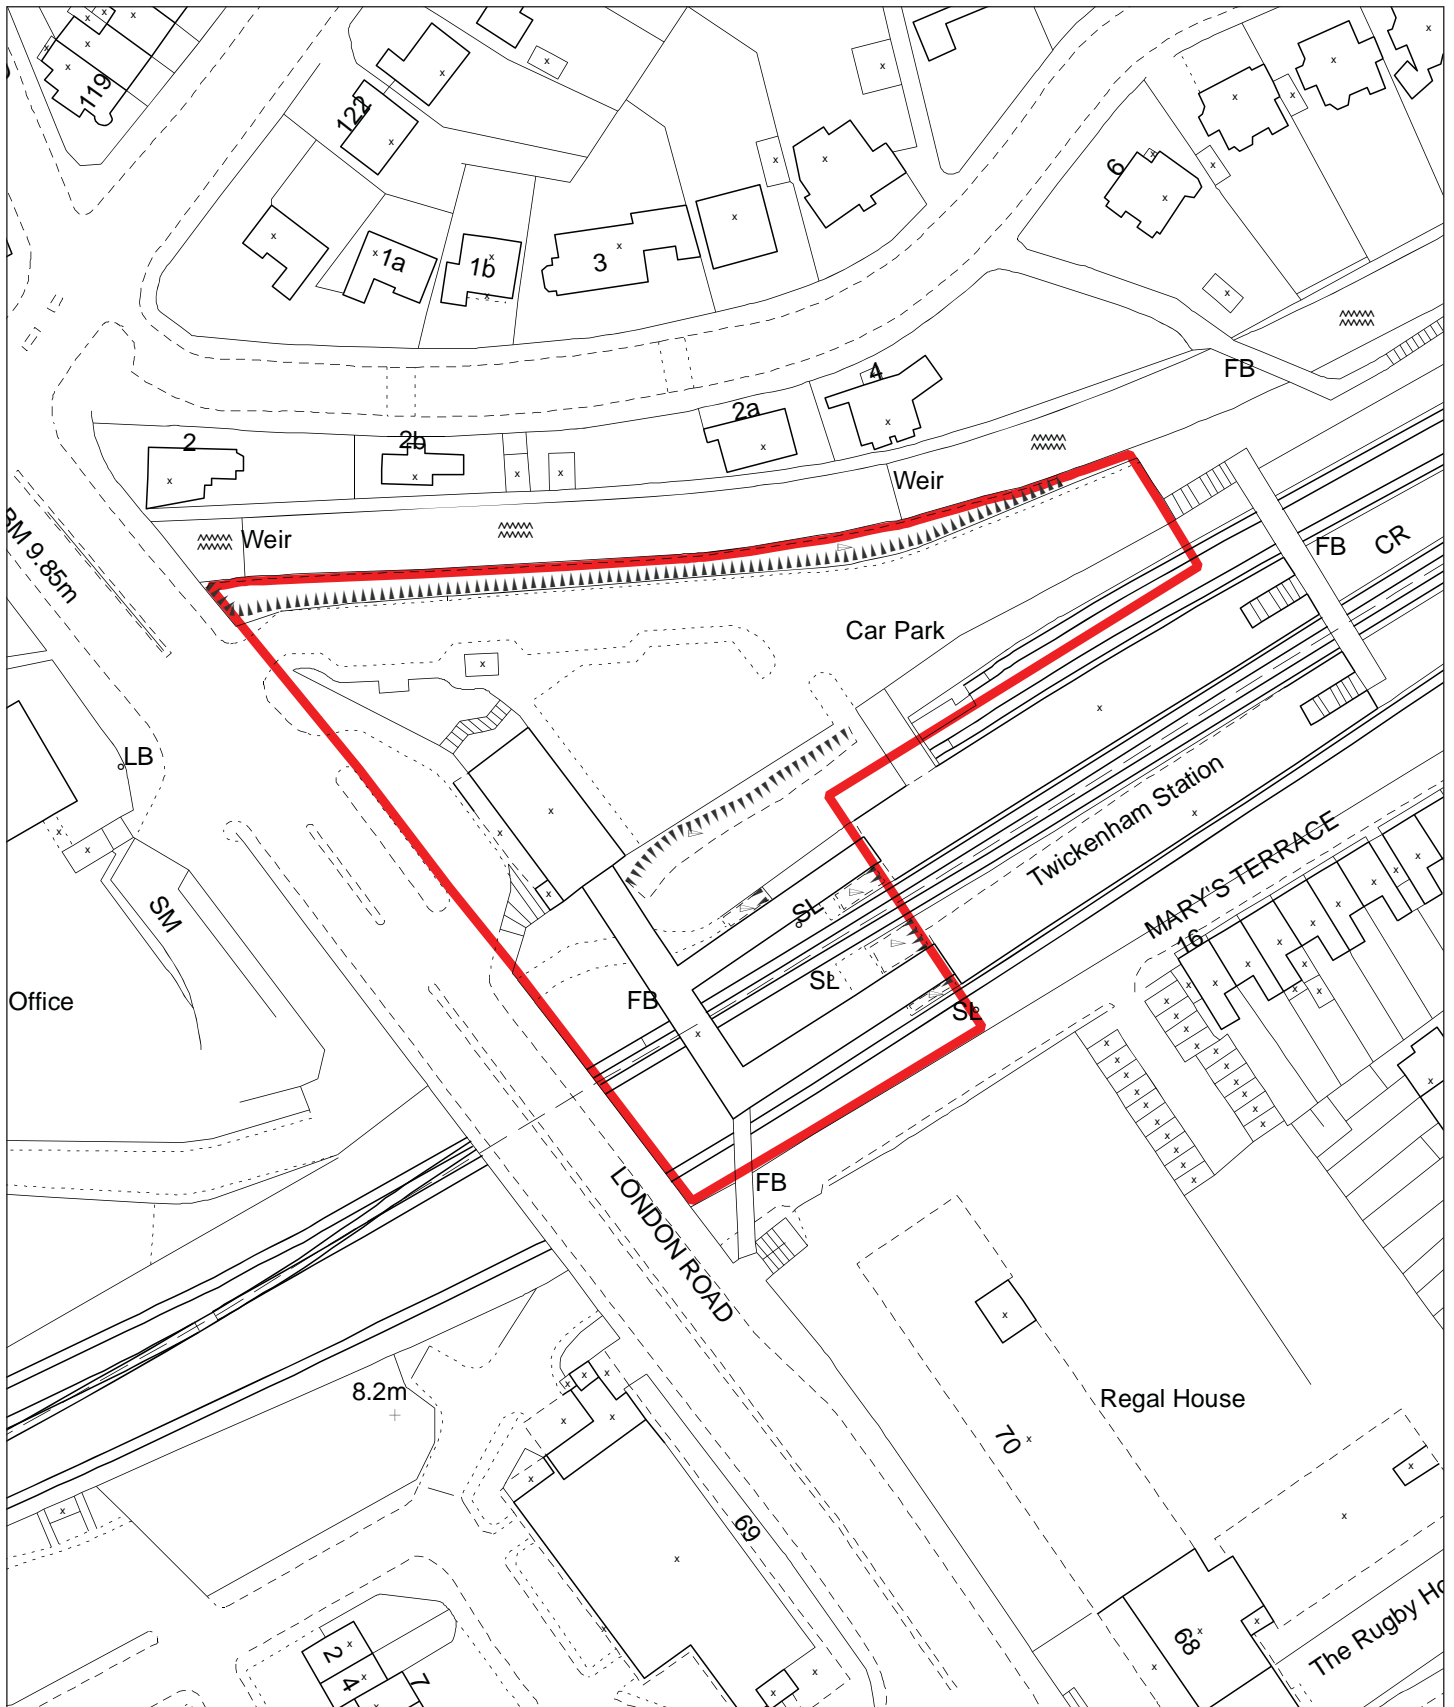 119
122
6
1a
1b
3
FB
4
2a
2
2b
Weir
Weir
BM 9.85m
FB
CR
Car Park
LB
Twickenham Station
MARY'S TERRACE
16
SM
SL
SL
SL
Office
FB
FB
LONDON ROAD
8.2m
Regal House
70
69
68
The Rugby Ho
2
4
7